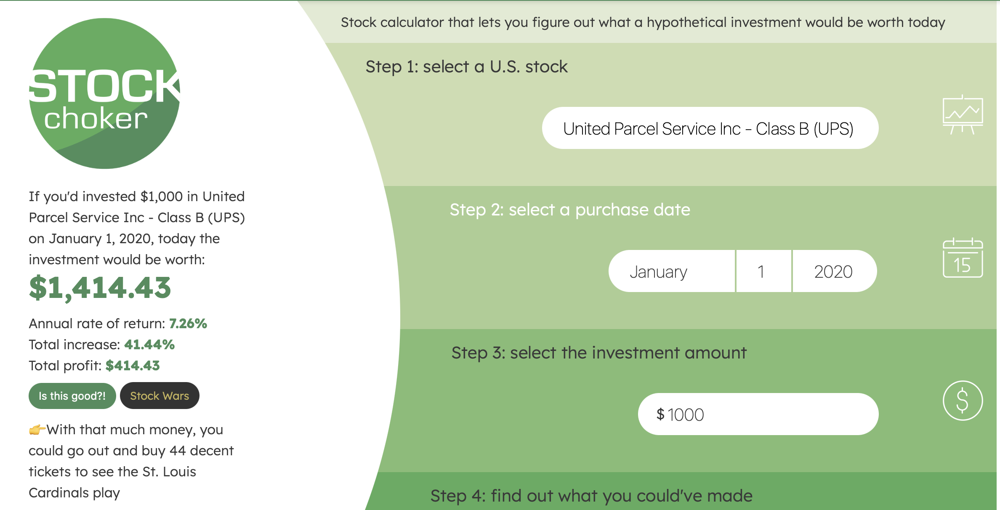 STOCK
choker
If you'd invested $1,000 in United
Parcel Service Inc - Class B (UPS)
on January 1, 2020, today the
investment would be worth:
$1,414.43
Annual rate of return: 7.26%
Total increase: 41.44%
Total profit: $414.43
Is this good?! Stock Wars
👉With that much money, you
could go out and buy 44 decent
tickets to see the St. Louis
Cardinals play
Stock calculator that lets you figure out what a hypothetical investment would be worth today
Step 1: select a U.S. stock
United Parcel Service Inc - Class B (UPS)
Step 2: select a purchase date
January 1 2020
15
Step 3: select the investment amount
$ 1000
$
Step 4: find out what you could've made